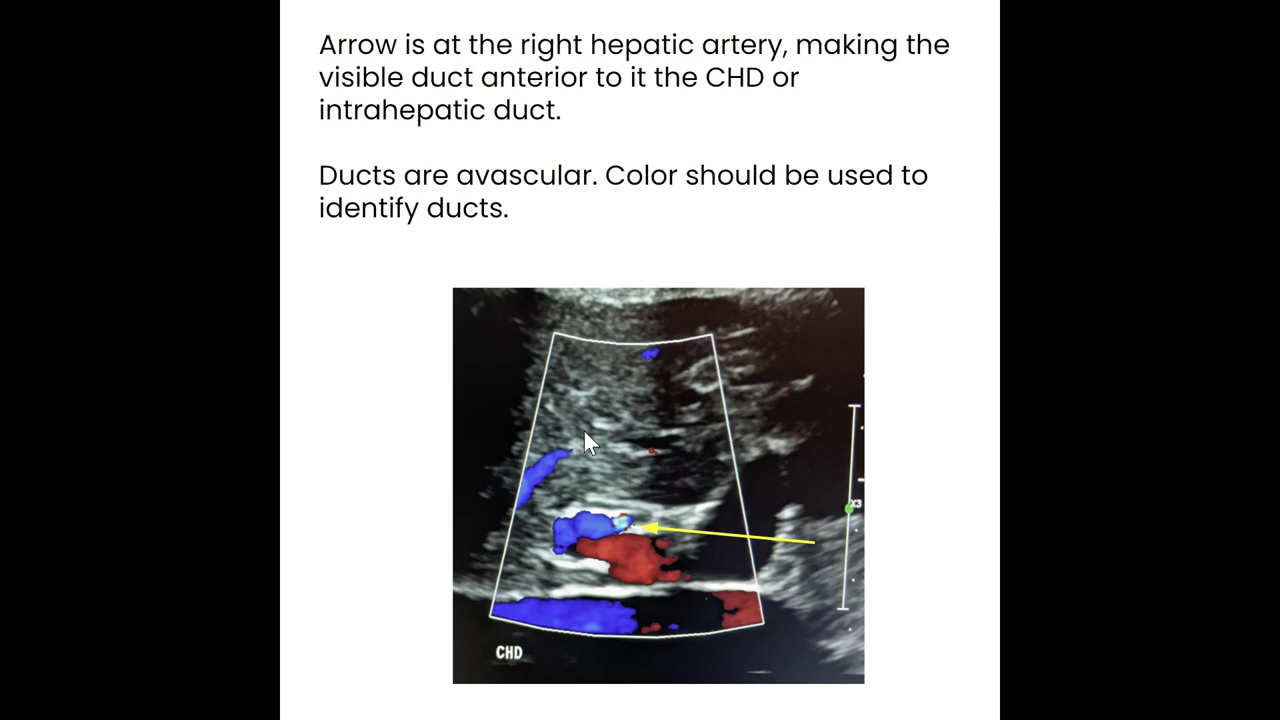 Arrow is at the right hepatic artery, making the
visible duct anterior to it the CHD or
intrahepatic duct.
Ducts are avascular. Color should be used to
identify ducts.
X3
CHD